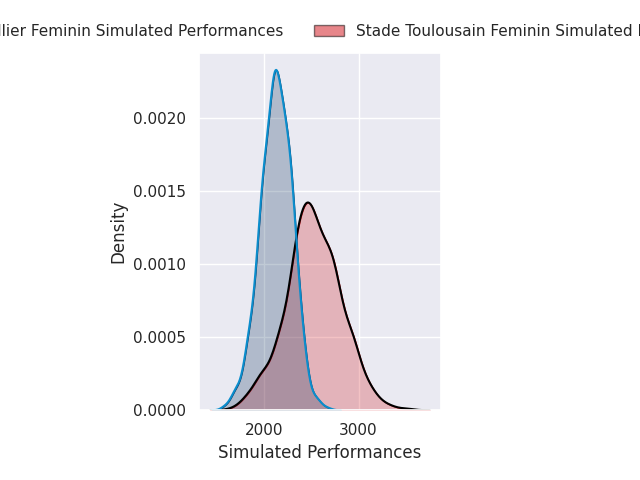 llier Feminin Simulated Performances
Stade Toulousain Feminin Simulated
0.0020
0.0015
0.0010
0.0005
0.0000
Density
2000
3000
Simulated Performances